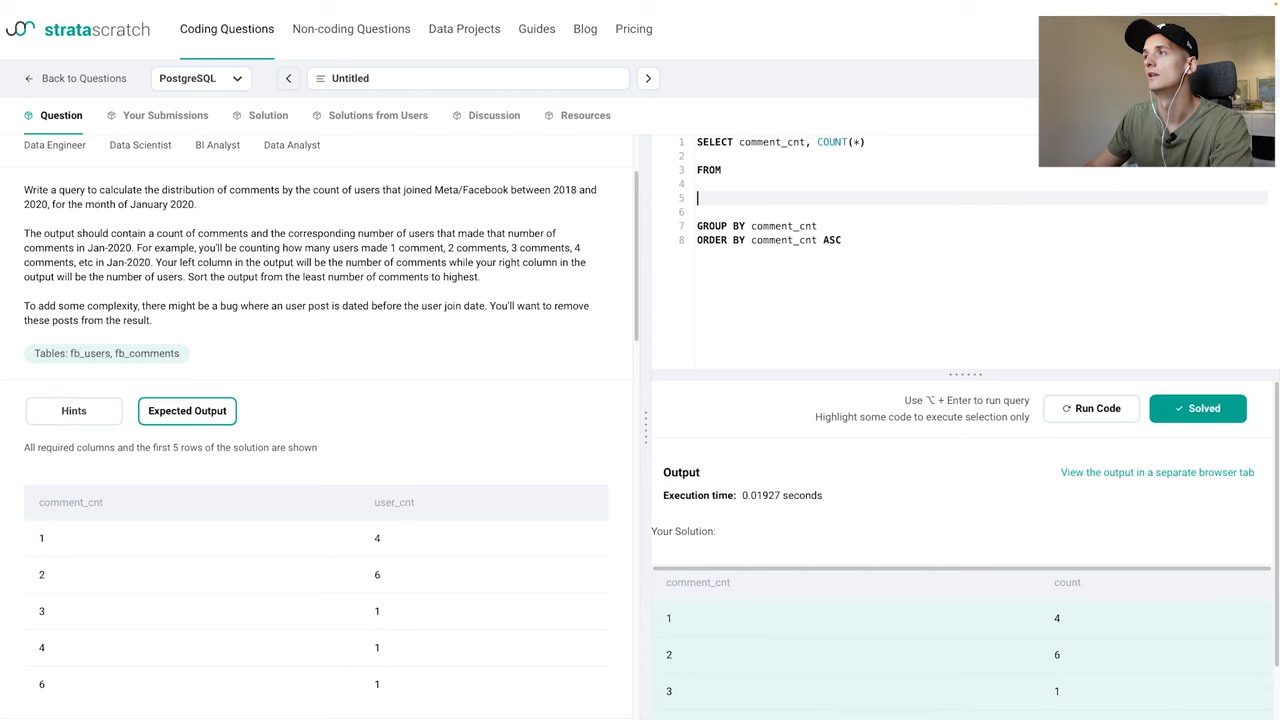 stratascratch
Coding Questions
Non-coding Questions
Data Projects
Guides
Blog
Pricing
Back to Questions
PostgreSQL
Untitled
Question
Your Submissions
Solution
Solutions from Users
Discussion
Resources
Data Engineer
Data Scientist
BI Analyst
Data Analyst
Write a query to calculate the distribution of comments by the count of users that joined Meta/Facebook between 2018 and
2020, for the month of January 2020.
The output should contain a count of comments and the corresponding number of users that made that number of
comments in Jan-2020. For example, you'll be counting how many users made 1 comment, 2 comments, 3 comments, 4
comments, etc in Jan-2020. Your left column in the output will be the number of comments while your right column in the
output will be the number of users. Sort the output from the least number of comments to highest.
To add some complexity, there might be a bug where an user post is dated before the user join date. You'll want to remove
these posts from the result.
Tables: fb_users, fb_comments
Hints
Expected Output
All required columns and the first 5 rows of the solution are shown
comment_cnt user_cnt
1 4
2 6
3 1
4 1
6 1
1 SELECT comment_cnt, COUNT(*)
2
3 FROM
4
5
6
7 GROUP BY comment_cnt
8 ORDER BY comment_cnt ASC
Use ⌥ + Enter to run query
Highlight some code to execute selection only
Run Code
Solved
Output
View the output in a separate browser tab
Execution time: 0.01927 seconds
Your Solution:
comment_cnt count
1 4
2 6
3 1